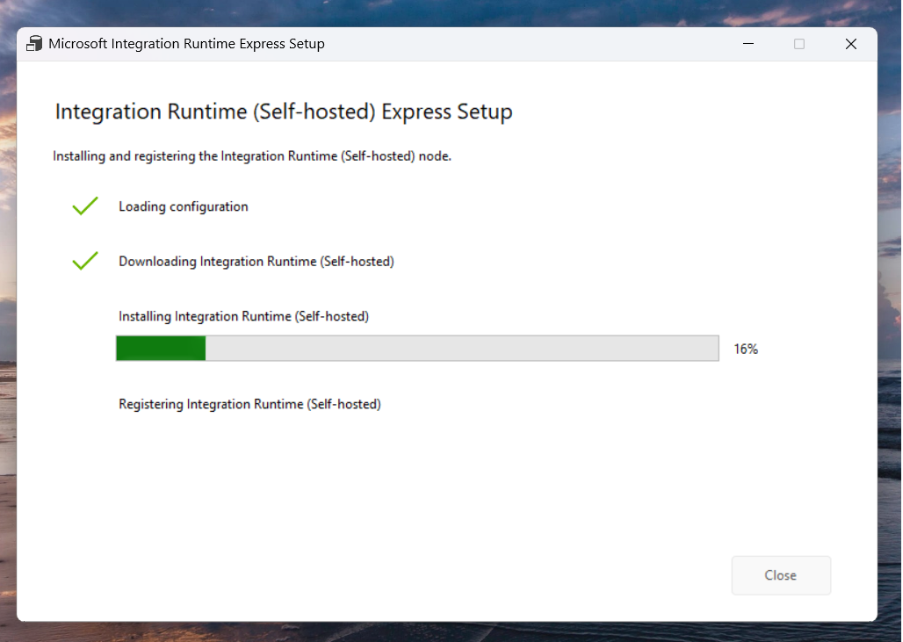 Microsoft Integration Runtime Express Setup
Integration Runtime (Self-hosted) Express Setup
Installing and registering the Integration Runtime (Self-hosted) node.
Loading configuration
Downloading Integration Runtime (Self-hosted)
Installing Integration Runtime (Self-hosted)
16%
Registering Integration Runtime (Self-hosted)
Close